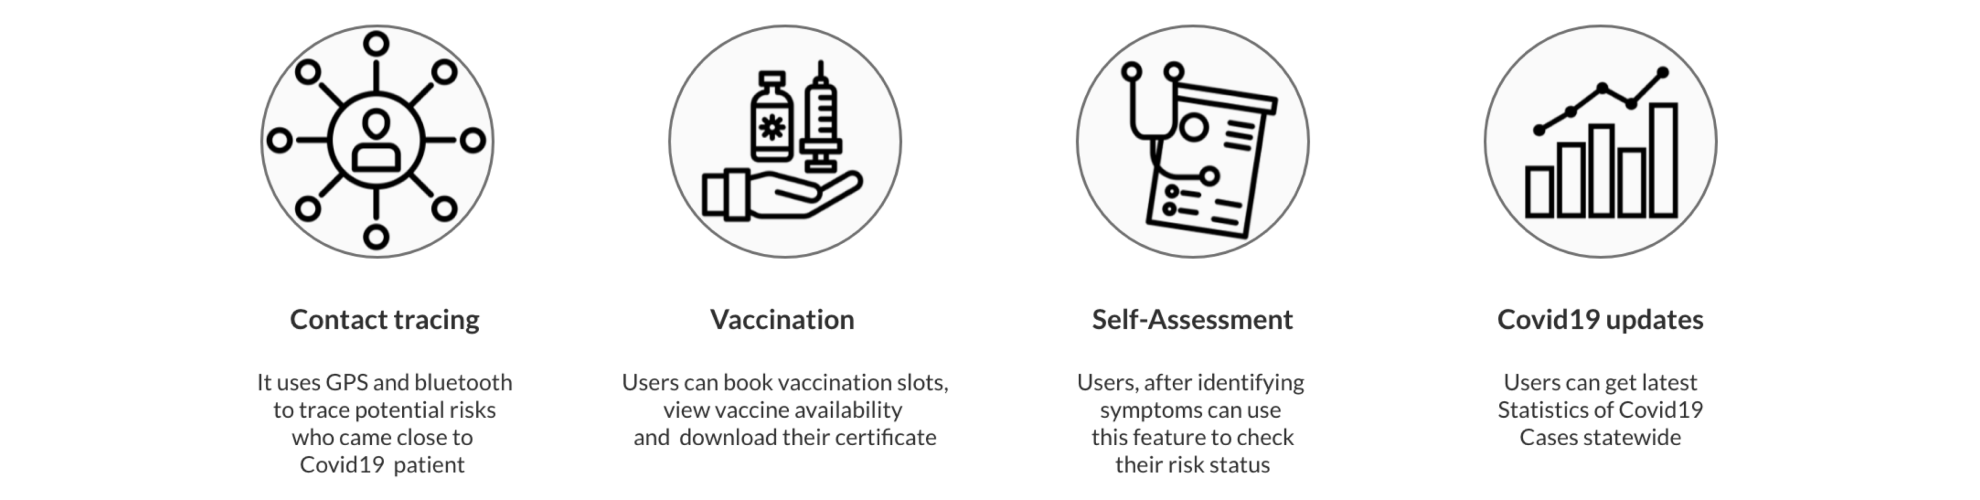 Contact tracing
It uses GPS and bluetooth
to trace potential risks
who came close to
Covid19 patient
Vaccination
Users can book vaccination slots,
view vaccine availability
and download their certificate
Self-Assessment
Users, after identifying
symptoms can use
this feature to check
their risk status
Covid19 updates
Users can get latest
Statistics of Covid19
Cases statewide